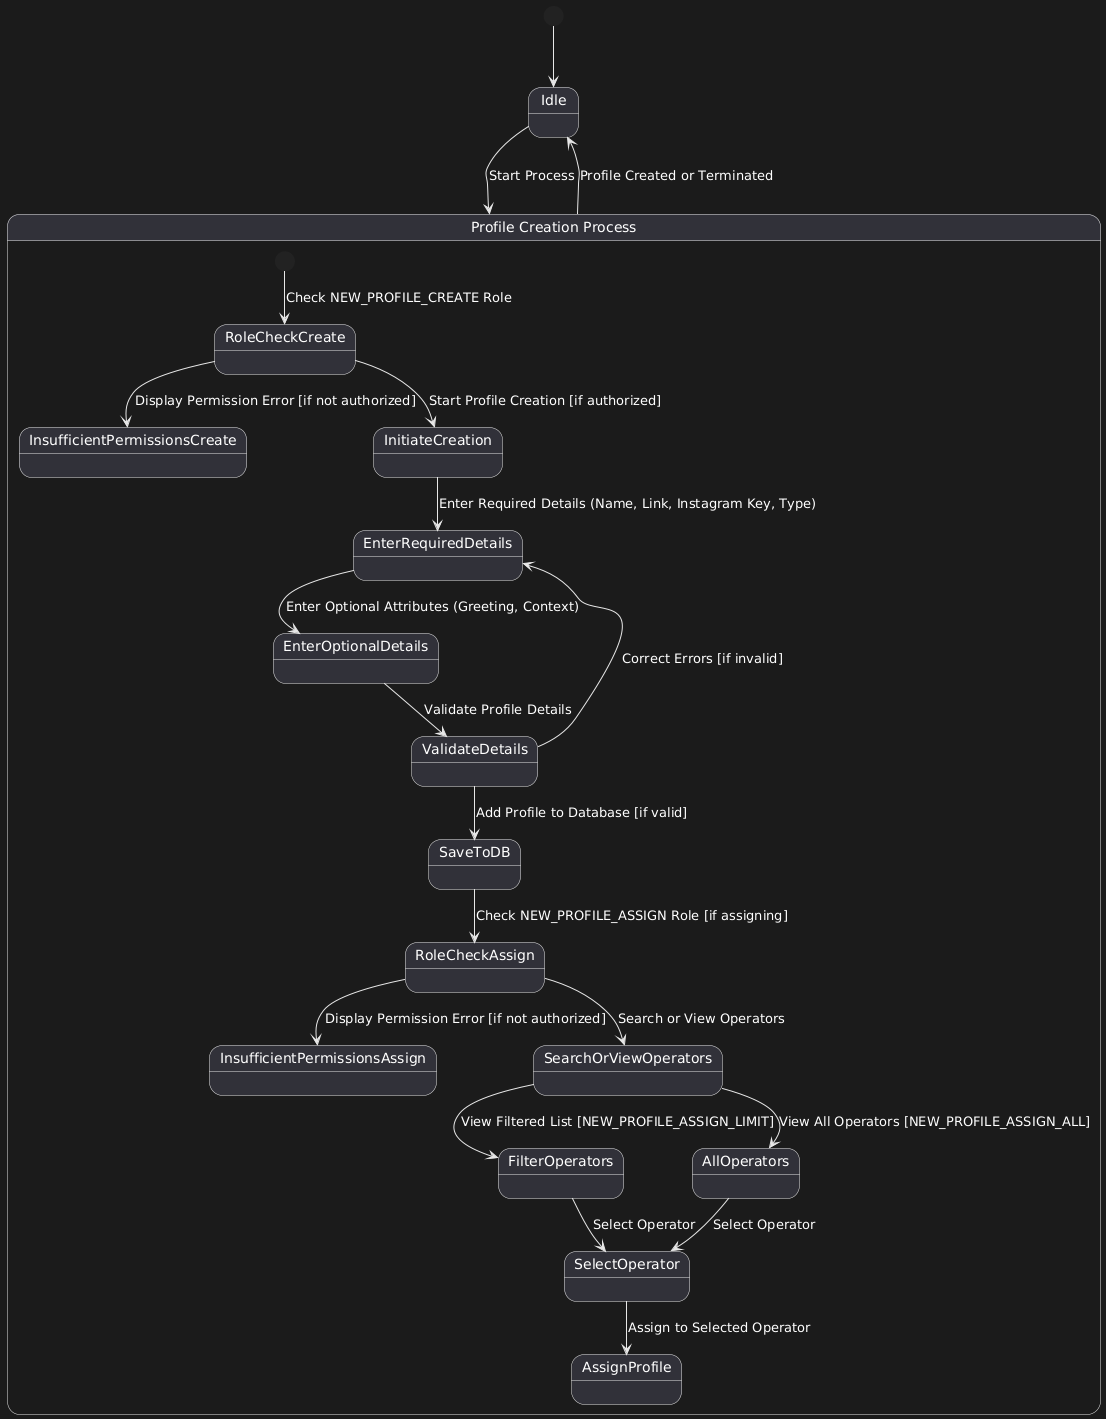 Idle
Start Process
Profile Created or Terminated
Profile Creation Process
Check NEW_PROFILE_CREATE Role
RoleCheckCreate
Display Permission Error [if not authorized]
Start Profile Creation [if authorized]
InsufficientPermissionsCreate
InitiateCreation
Enter Required Details (Name, Link, Instagram Key, Type)
EnterRequiredDetails
Enter Optional Attributes (Greeting, Context)
EnterOptionalDetails
Correct Errors [if invalid]
Validate Profile Details
ValidateDetails
Add Profile to Database [if valid]
SaveToDB
Check NEW_PROFILE_ASSIGN Role [if assigning]
RoleCheckAssign
Display Permission Error [if not authorized]
Search or View Operators
InsufficientPermissionsAssign
SearchOrViewOperators
View Filtered List [NEW_PROFILE_ASSIGN_LIMIT]
View All Operators [NEW_PROFILE_ASSIGN_ALL]
FilterOperators
AllOperators
Select Operator
Select Operator
SelectOperator
Assign to Selected Operator
AssignProfile